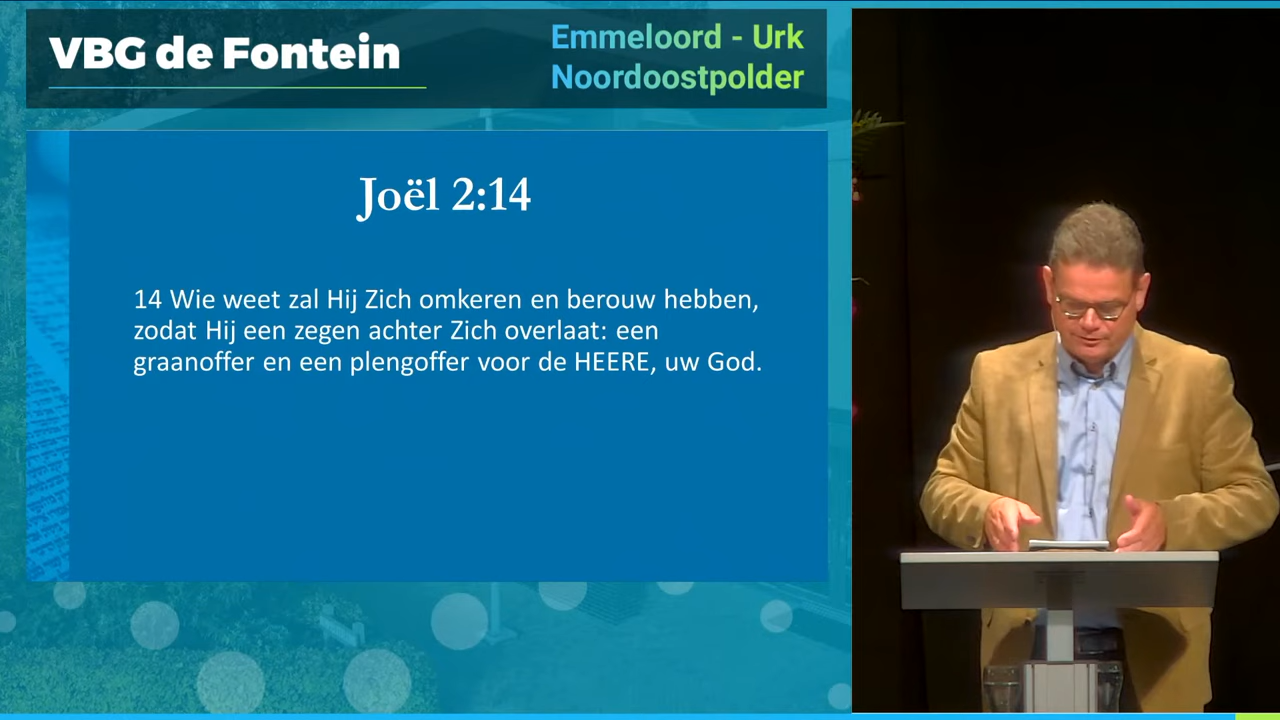 VBG de Fontein
Emmeloord - Urk
Noordoostpolder
Joël 2:14
14 Wie weet zal Hij Zich omkeren en berouw hebben,
zodat Hij een zegen achter Zich overlaat: een
graanoffer en een plengoffer voor de HEERE, uw God.